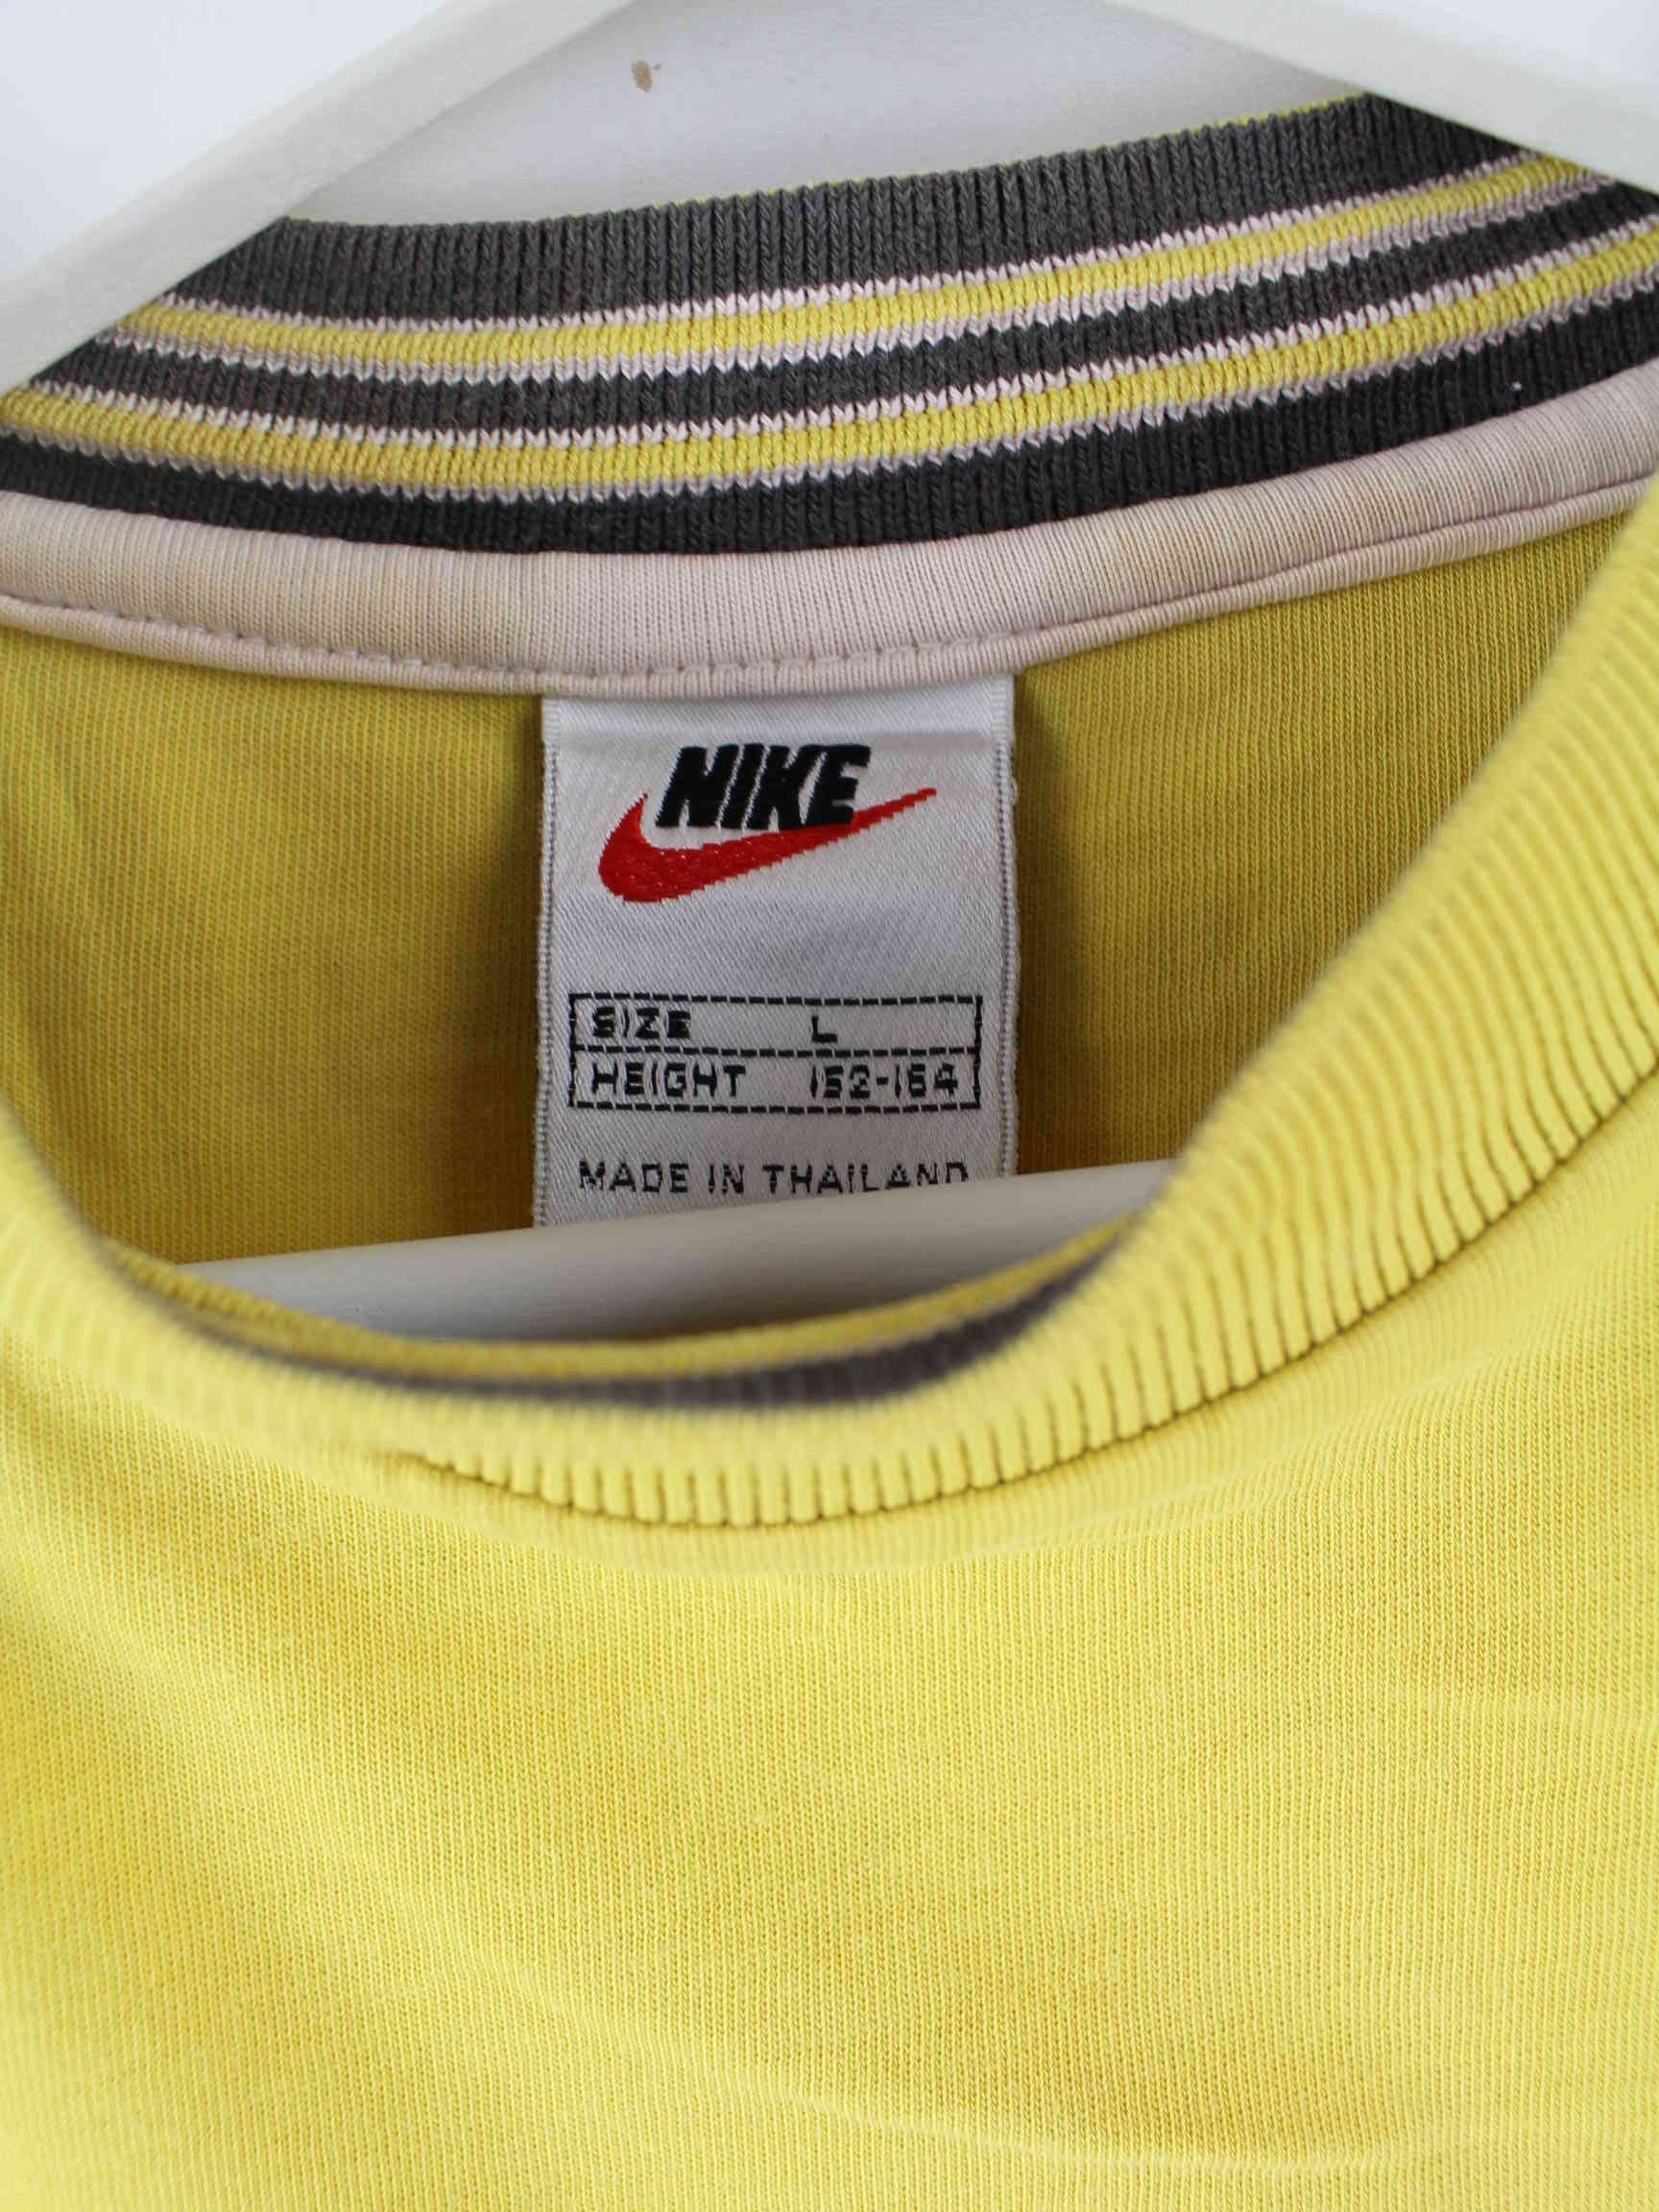 NIKE
SIZE L
HEIGHT 152-164
MADE IN THAILAND